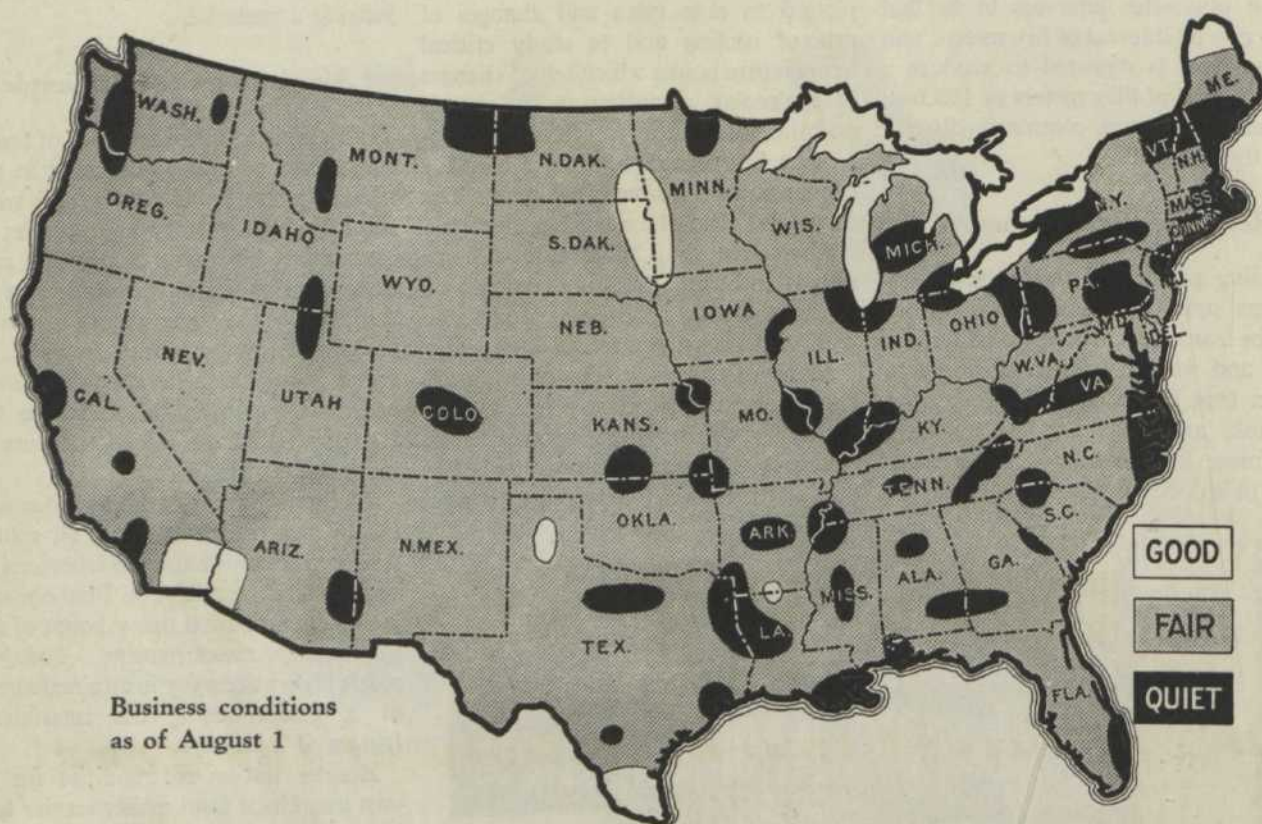 WASH.
MONT.
N.DAK.
MINN.
ME.
VT.
N.H.
OREG.
IDAHO
WIS.
N.Y.
MASS.
CONN.
S.DAK.
MICH.
WYO.
PA.
N.J.
IOWA
NEB.
OHIO
MD.
DEL.
ILL.
IND.
NEV.
W.VA.
VA.
CAL.
UTAH
COLO.
KANS.
MO.
KY.
N.C.
TENN.
ARIZ.
N.MEX.
OKLA.
ARK.
S.C.
MISS.
ALA.
GA.
TEX.
LA.
FLA.
GOOD
FAIR
QUIET
Business conditions
as of August 1